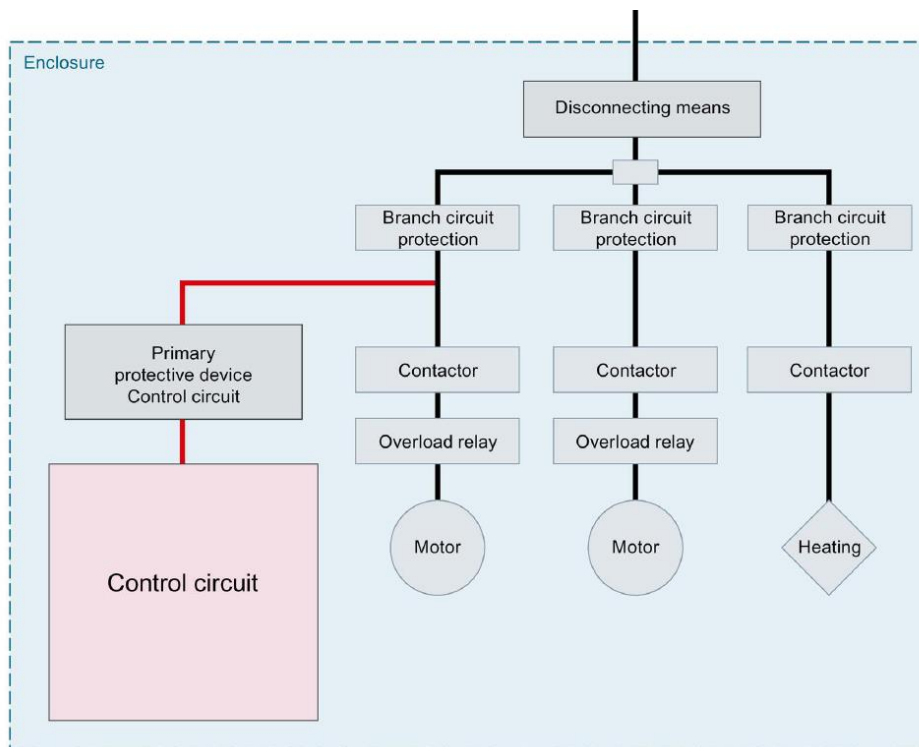 Enclosure
Disconnecting means
Branch circuit
protection
Branch circuit
protection
Branch circuit
protection
Primary
protective device
Control circuit
Contactor
Contactor
Contactor
Overload relay
Overload relay
Motor
Motor
Heating
Control circuit